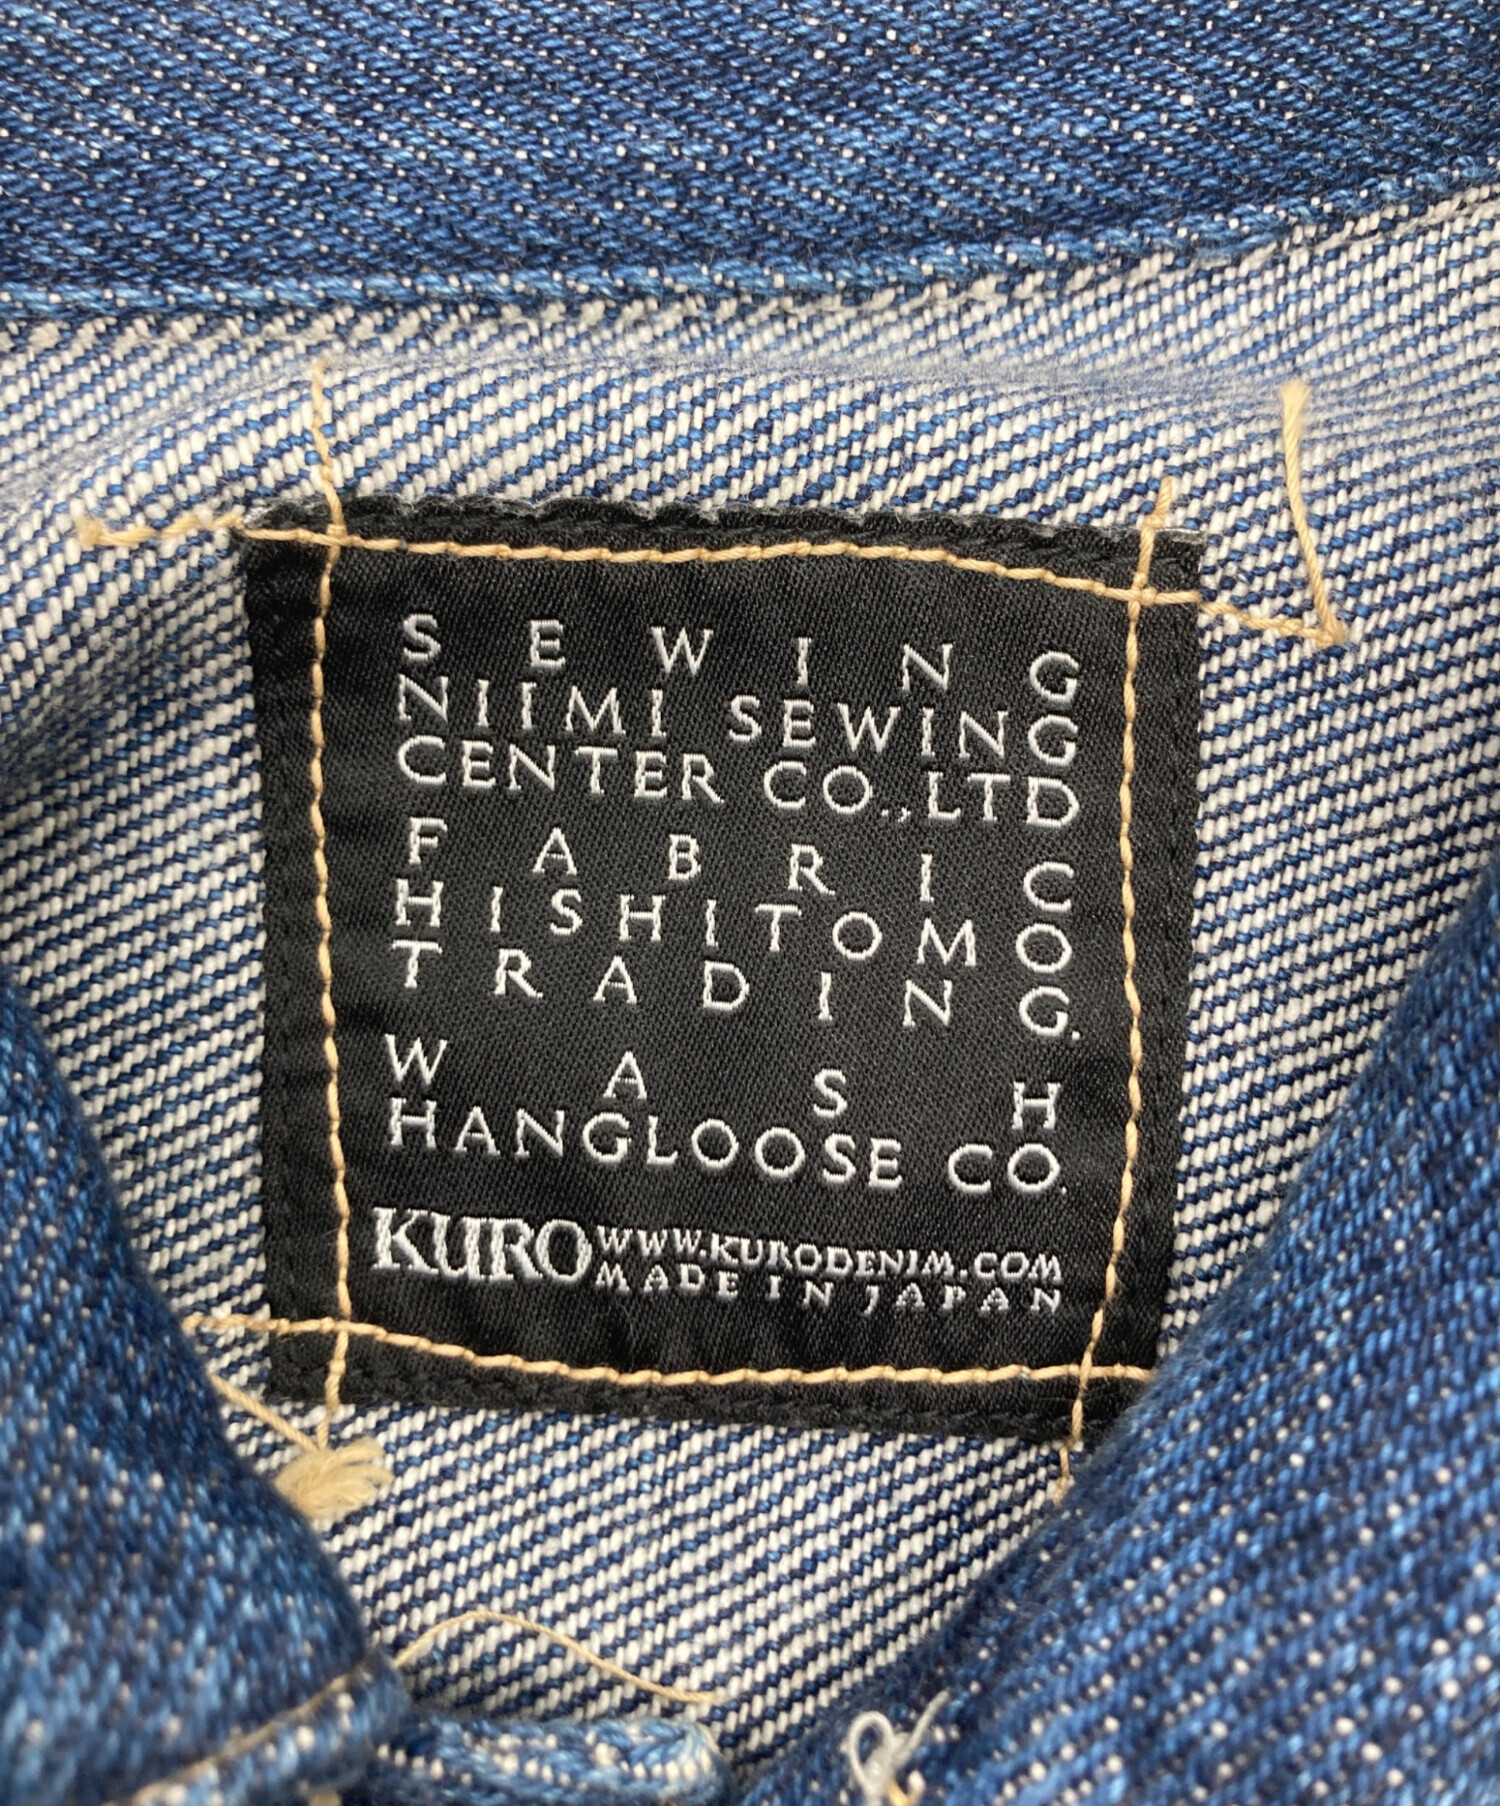 SEWING
NIIMI SEWING
CENTER CO.,LTD
FABRIC
HISHITOMO
TRADING.
WASH
HANGLOOSE CO.
KURO WWW.KURODENIM.COM
MADE IN JAPAN